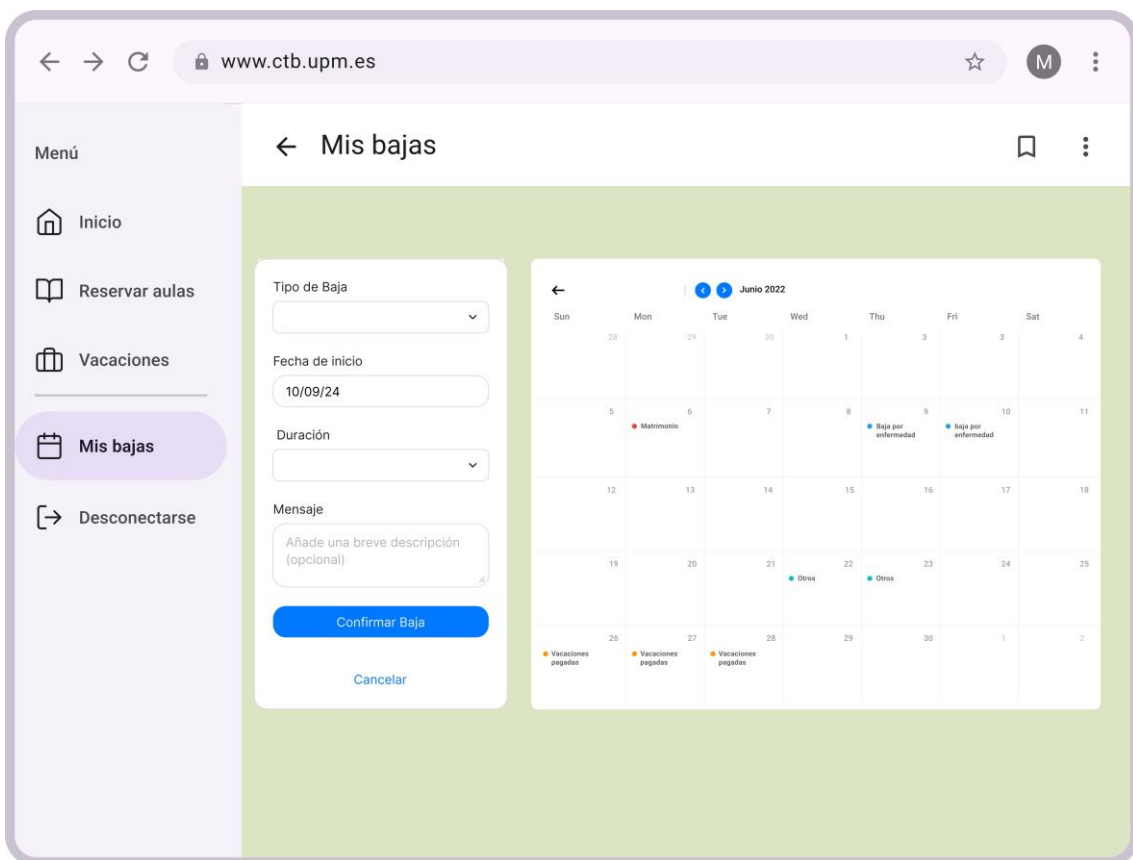 www.ctb.upm.es
M
Menú
Inicio
Reservar aulas
Vacaciones
Mis bajas
Desconectarse
Mis bajas
Tipo de Baja
Fecha de inicio
10/09/24
Duración
Mensaje
Añade una breve descripción
(opcional)
Confirmar Baja
Cancelar
Junio 2022
Sun Mon Tue Wed Thu Fri Sat
28 29 30 1 3 3 4
5 6 7 8 9 10 11
Matrimonio Baja por baja por
enfermedad enfermedad
12 13 14 15 16 17 18
19 20 21 22 23 24 25
Otros Otros
26 27 28 29 30 1 2
Vacaciones Vacaciones Vacaciones
pagadas pagadas pagadas